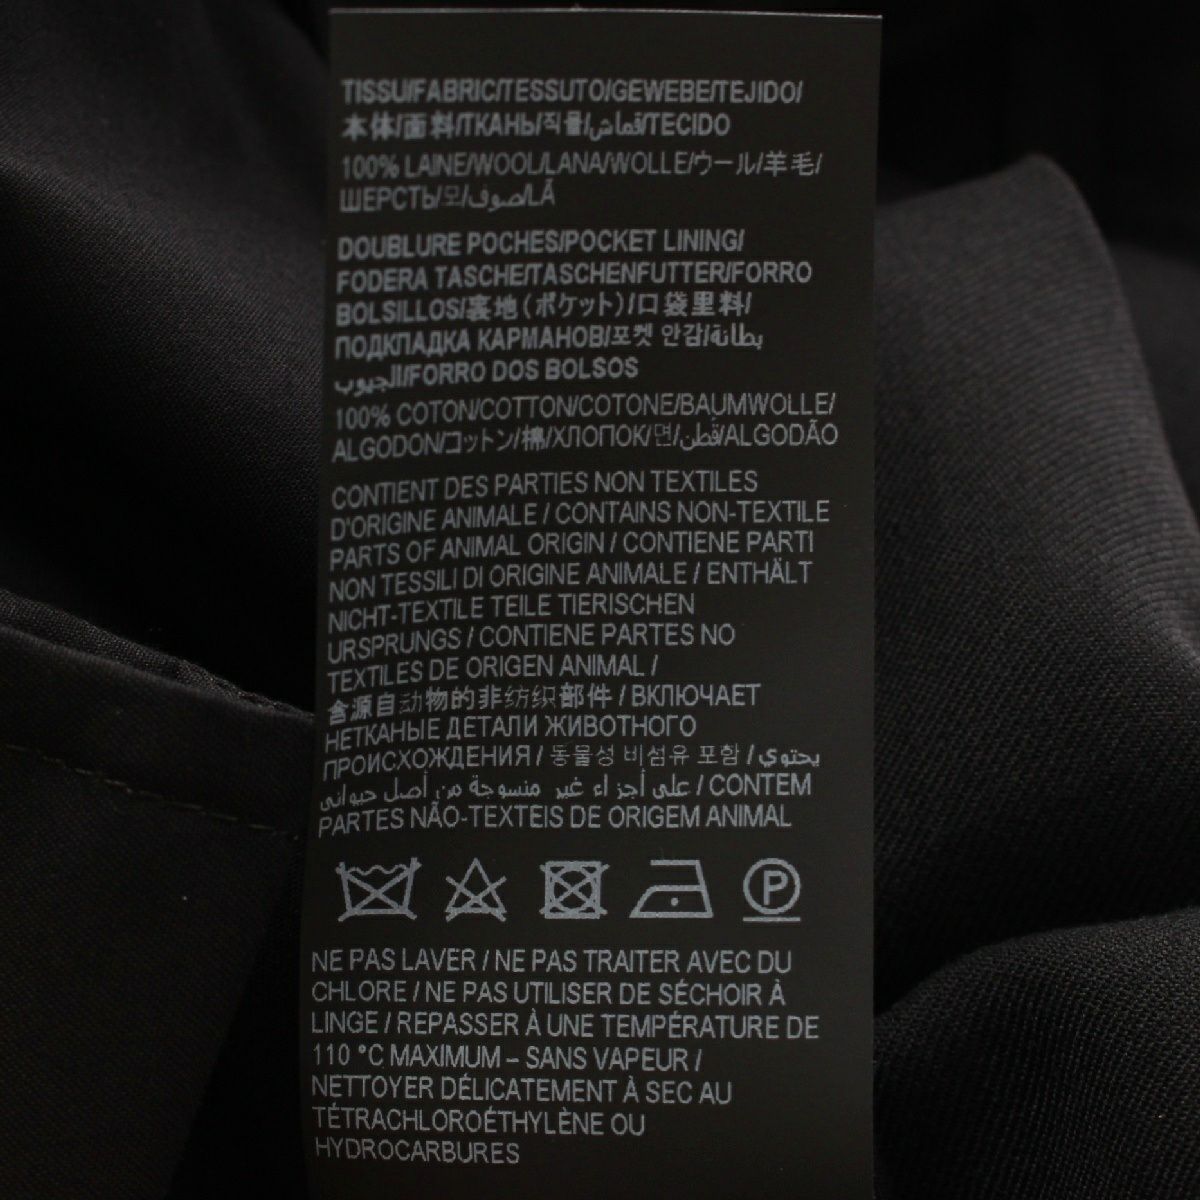 TISSU/FABRIC/TESSUTO/GEWEBE/TEJIDO/
本体/面料/ТКАНЬ/직물/قماش/TECIDO
100% LAINE/WOOL/LANA/WOLLE/ウール/羊毛/
ШЕРСТЬ/모/صوف/LÃ
DOUBLURE POCHES/POCKET LINING/
FODERA TASCHE/TASCHENFUTTER/FORRO
BOLSILLOS/裏地(ポケット)/口袋里料/
ПОДКЛАДКА КАРМАНОВ/포켓 안감/بطانة
الجيوب/FORRO DOS BOLSOS
100% COTON/COTTON/COTONE/BAUMWOLLE/
ALGODON/コットン/棉/ХЛОПОК/면/قطن/ALGODÃO
CONTIENT DES PARTIES NON TEXTILES
D'ORIGINE ANIMALE / CONTAINS NON-TEXTILE
PARTS OF ANIMAL ORIGIN / CONTIENE PARTI
NON TESSILI DI ORIGINE ANIMALE / ENTHÄLT
NICHT-TEXTILE TEILE TIERISCHEN
URSPRUNGS / CONTIENE PARTES NO
TEXTILES DE ORIGEN ANIMAL /
含源自动物的非纺织部件 / ВКЛЮЧАЕТ
НЕТКАНЫЕ ДЕТАЛИ ЖИВОТНОГО
ПРОИСХОЖДЕНИЯ / 동물성 비섬유 포함 / يحتوي
على أجزاء غير منسوجة من أصل حيواني / CONTEM
PARTES NÃO-TEXTEIS DE ORIGEM ANIMAL
P
NE PAS LAVER / NE PAS TRAITER AVEC DU
CHLORE / NE PAS UTILISER DE SÉCHOIR À
LINGE / REPASSER À UNE TEMPÉRATURE DE
110 °C MAXIMUM – SANS VAPEUR /
NETTOYER DÉLICATEMENT À SEC AU
TÉTRACHLOROÉTHYLÈNE OU
HYDROCARBURES